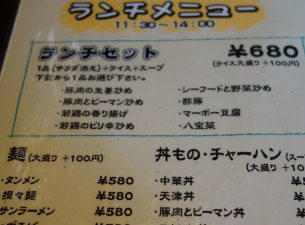 ランチメニュー
11:30~14:00
ランチセット ¥680
1品(サラダ添え)+ライス+スープ (ライス大盛り +100円)
下記から1品お選び下さい。
・豚肉の生姜炒め ・シーフードと野菜炒め
・豚肉とピーマン炒め ・酢豚
・若鶏の香り揚げ ・マーボー豆腐
・若鶏のピリ辛炒め ・八宝菜
麺(大盛り +100円) 丼もの・チャーハン(スー
・タンメン ¥580 ・中華丼
・担々麺 ¥580 ・天津丼
サンラーメン ¥580 ・豚肉とピーマン丼
¥580